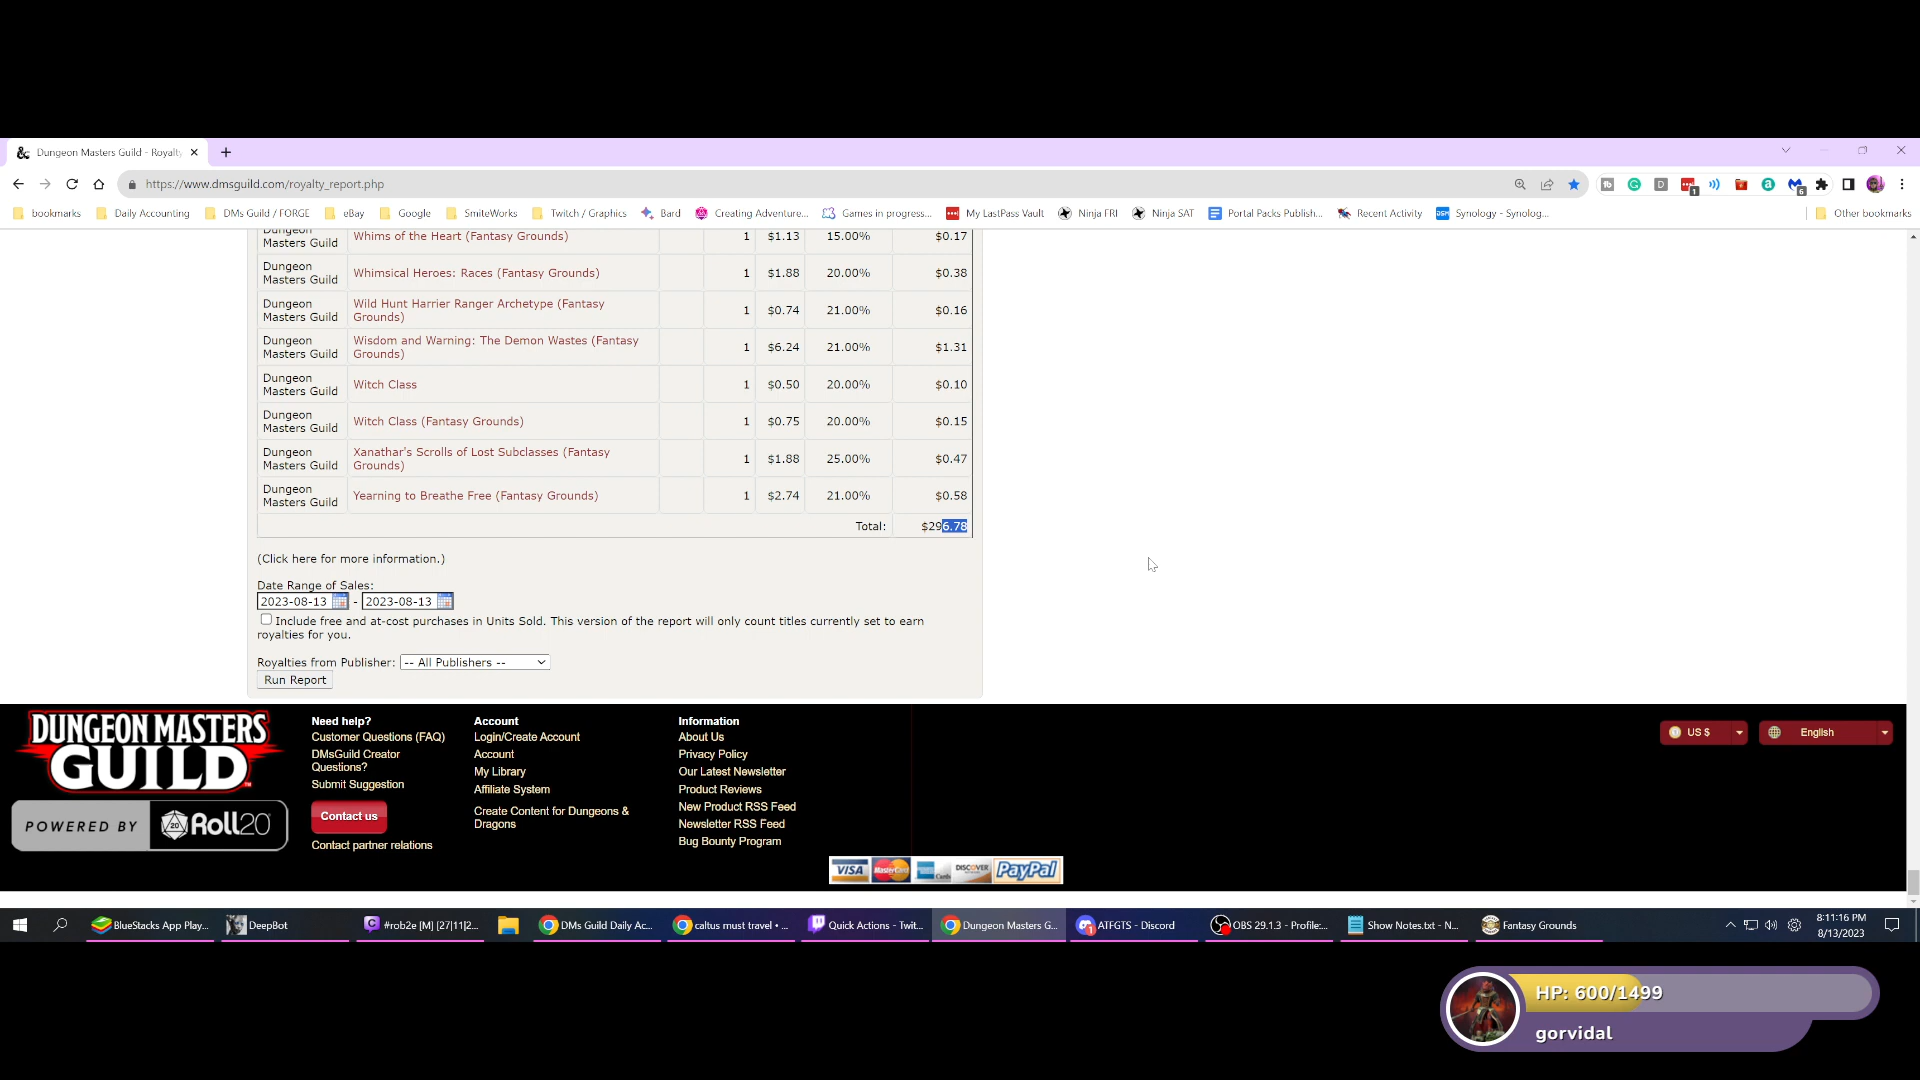 Dungeon Masters Guild - Royalty
https://www.dmsguild.com/royalty_report.php
1
6
bookmarks
Daily Accounting
DMs Guild / FORGE
eBay
Google
SmiteWorks
Twitch / Graphics
Bard
Creating Adventure...
Games in progress...
My LastPass Vault
Ninja FRI
Ninja SAT
Portal Packs Publish...
Recent Activity
Synology - Synolog...
Other bookmarks
Dungeon
Masters Guild
Whims of the Heart (Fantasy Grounds)
1 $1.13 15.00% $0.17
Dungeon
Masters Guild
Whimsical Heroes: Races (Fantasy Grounds)
1 $1.88 20.00% $0.38
Dungeon
Masters Guild
Wild Hunt Harrier Ranger Archetype (Fantasy
Grounds)
1 $0.74 21.00% $0.16
Dungeon
Masters Guild
Wisdom and Warning: The Demon Wastes (Fantasy
Grounds)
1 $6.24 21.00% $1.31
Dungeon
Masters Guild
Witch Class
1 $0.50 20.00% $0.10
Dungeon
Masters Guild
Witch Class (Fantasy Grounds)
1 $0.75 20.00% $0.15
Dungeon
Masters Guild
Xanathar's Scrolls of Lost Subclasses (Fantasy
Grounds)
1 $1.88 25.00% $0.47
Dungeon
Masters Guild
Yearning to Breathe Free (Fantasy Grounds)
1 $2.74 21.00% $0.58
Total: $296.78
(Click here for more information.)
Date Range of Sales:
2023-08-13 - 2023-08-13
Include free and at-cost purchases in Units Sold. This version of the report will only count titles currently set to earn
royalties for you.
Royalties from Publisher: -- All Publishers --
Run Report
DUNGEON MASTERS
GUILD
POWERED BY 20 Roll20
Need help?
Customer Questions (FAQ)
DMsGuild Creator
Questions?
Submit Suggestion
Contact us
Contact partner relations
Account
Login/Create Account
Account
My Library
Affiliate System
Create Content for Dungeons &
Dragons
Information
About Us
Privacy Policy
Our Latest Newsletter
Product Reviews
New Product RSS Feed
Newsletter RSS Feed
Bug Bounty Program
US $
English
VISA MasterCard Cards DISCOVER PayPal
BlueStacks App Play...
DeepBot
#rob2e [M] [27|11|2...
DMs Guild Daily Ac...
caltus must travel • ...
Quick Actions - Twit...
Dungeon Masters G...
ATFGTS - Discord
OBS 29.1.3 - Profile:...
Show Notes.txt - N...
Fantasy Grounds
8:11:16 PM
8/13/2023
HP: 600/1499
gorvidal